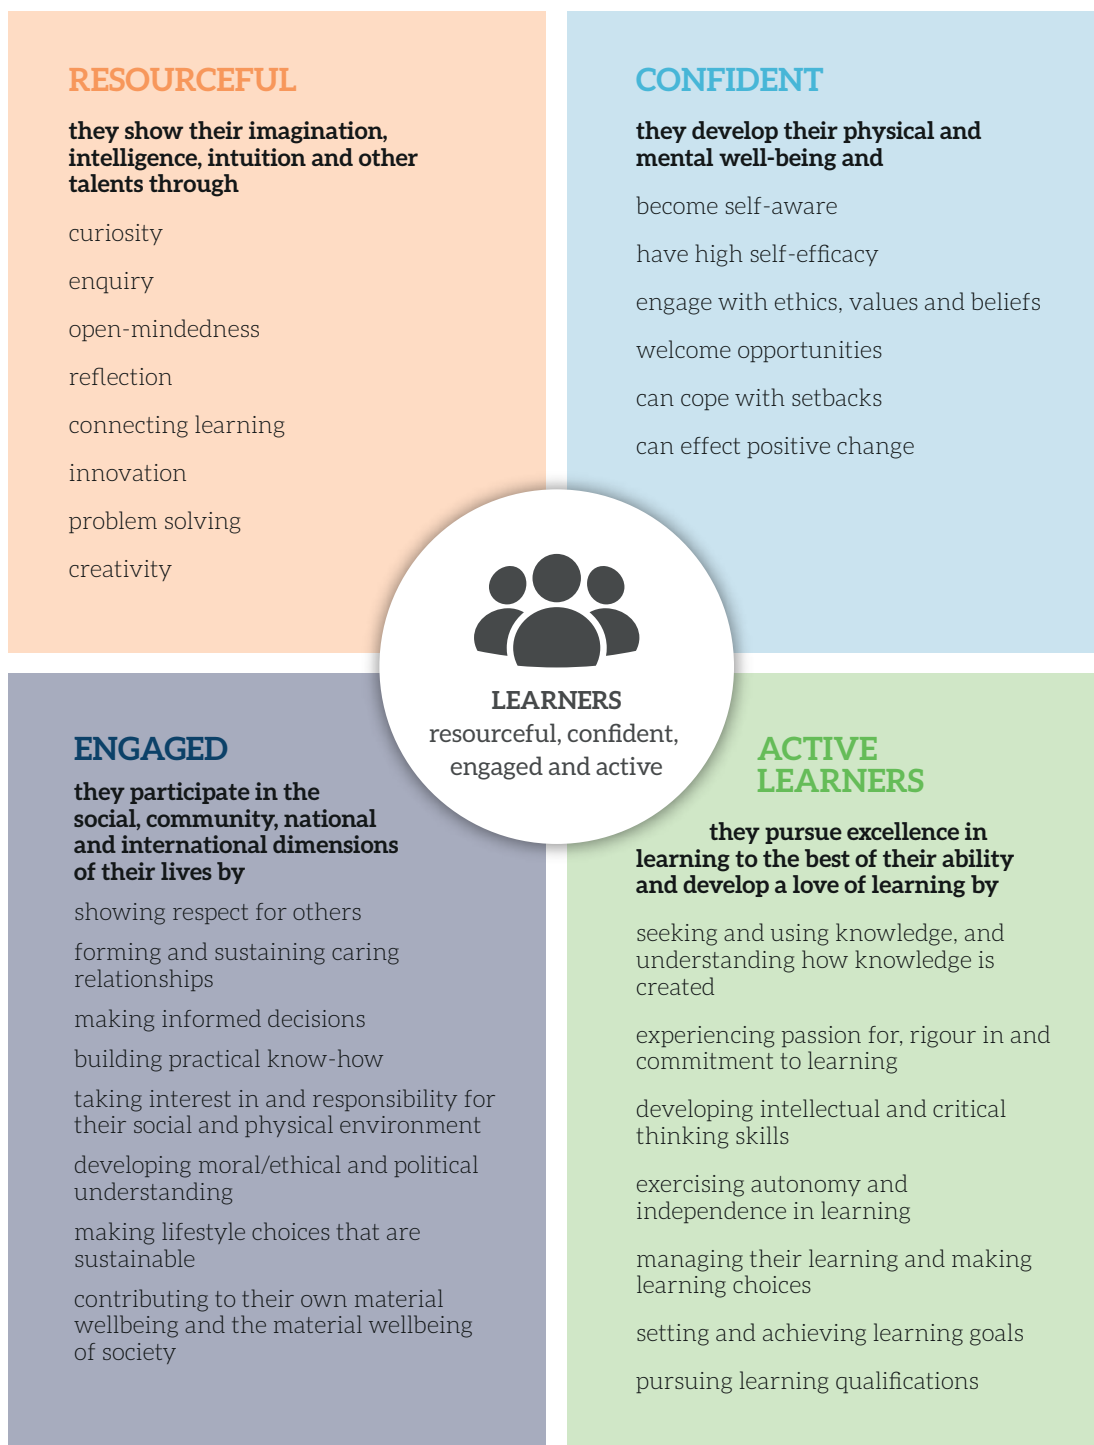 RESOURCEFUL
they show their imagination,
intelligence, intuition and other
talents through
curiosity
enquiry
open-mindedness
reflection
connecting learning
innovation
problem solving
creativity
CONFIDENT
they develop their physical and
mental well-being and
become self-aware
have high self-efficacy
engage with ethics, values and beliefs
welcome opportunities
can cope with setbacks
can effect positive change
LEARNERS
resourceful, confident,
engaged and active
ENGAGED
they participate in the
social, community, national
and international dimensions
of their lives by
showing respect for others
forming and sustaining caring
relationships
making informed decisions
building practical know-how
taking interest in and responsibility for
their social and physical environment
developing moral/ethical and political
understanding
making lifestyle choices that are
sustainable
contributing to their own material
wellbeing and the material wellbeing
of society
ACTIVE
LEARNERS
they pursue excellence in
learning to the best of their ability
and develop a love of learning by
seeking and using knowledge, and
understanding how knowledge is
created
experiencing passion for, rigour in and
commitment to learning
developing intellectual and critical
thinking skills
exercising autonomy and
independence in learning
managing their learning and making
learning choices
setting and achieving learning goals
pursuing learning qualifications